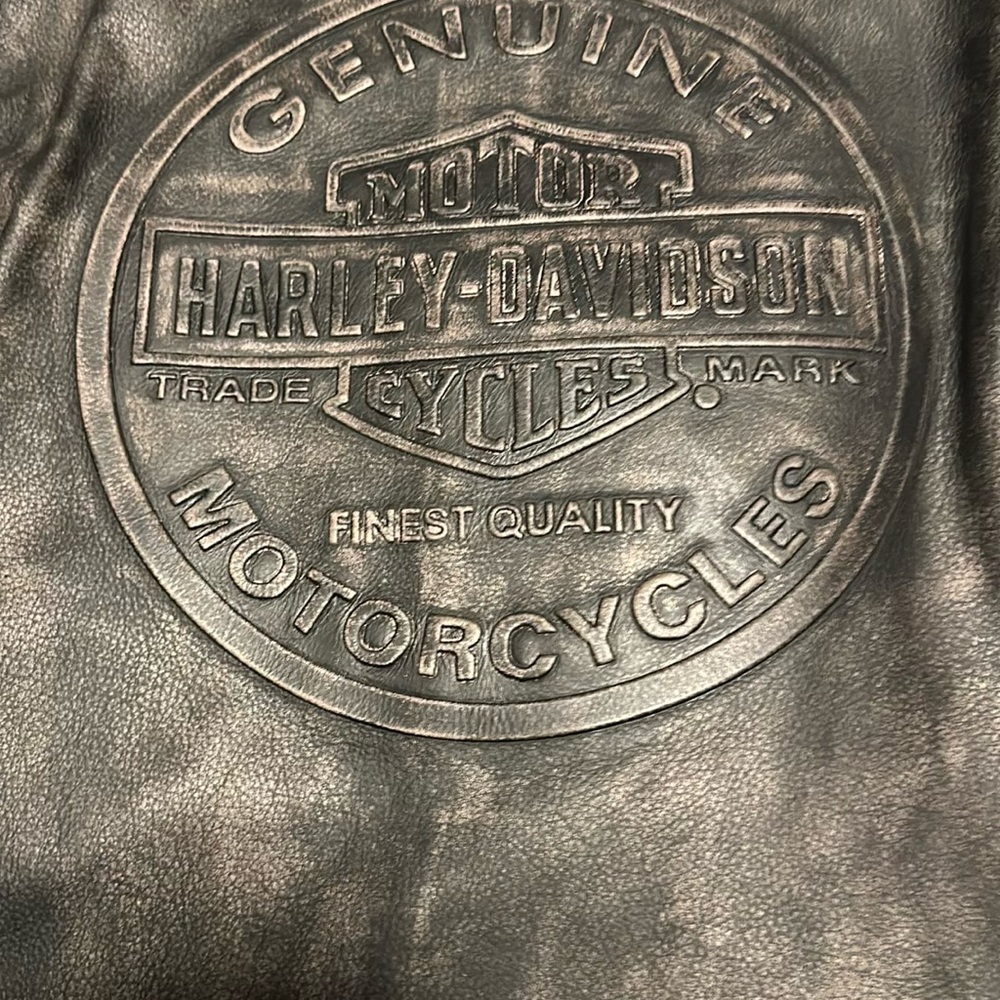 GENUINE
MOTOR
HARLEY-DAVIDSON
TRADE CYCLES MARK
FINEST QUALITY
MOTORCYCLES